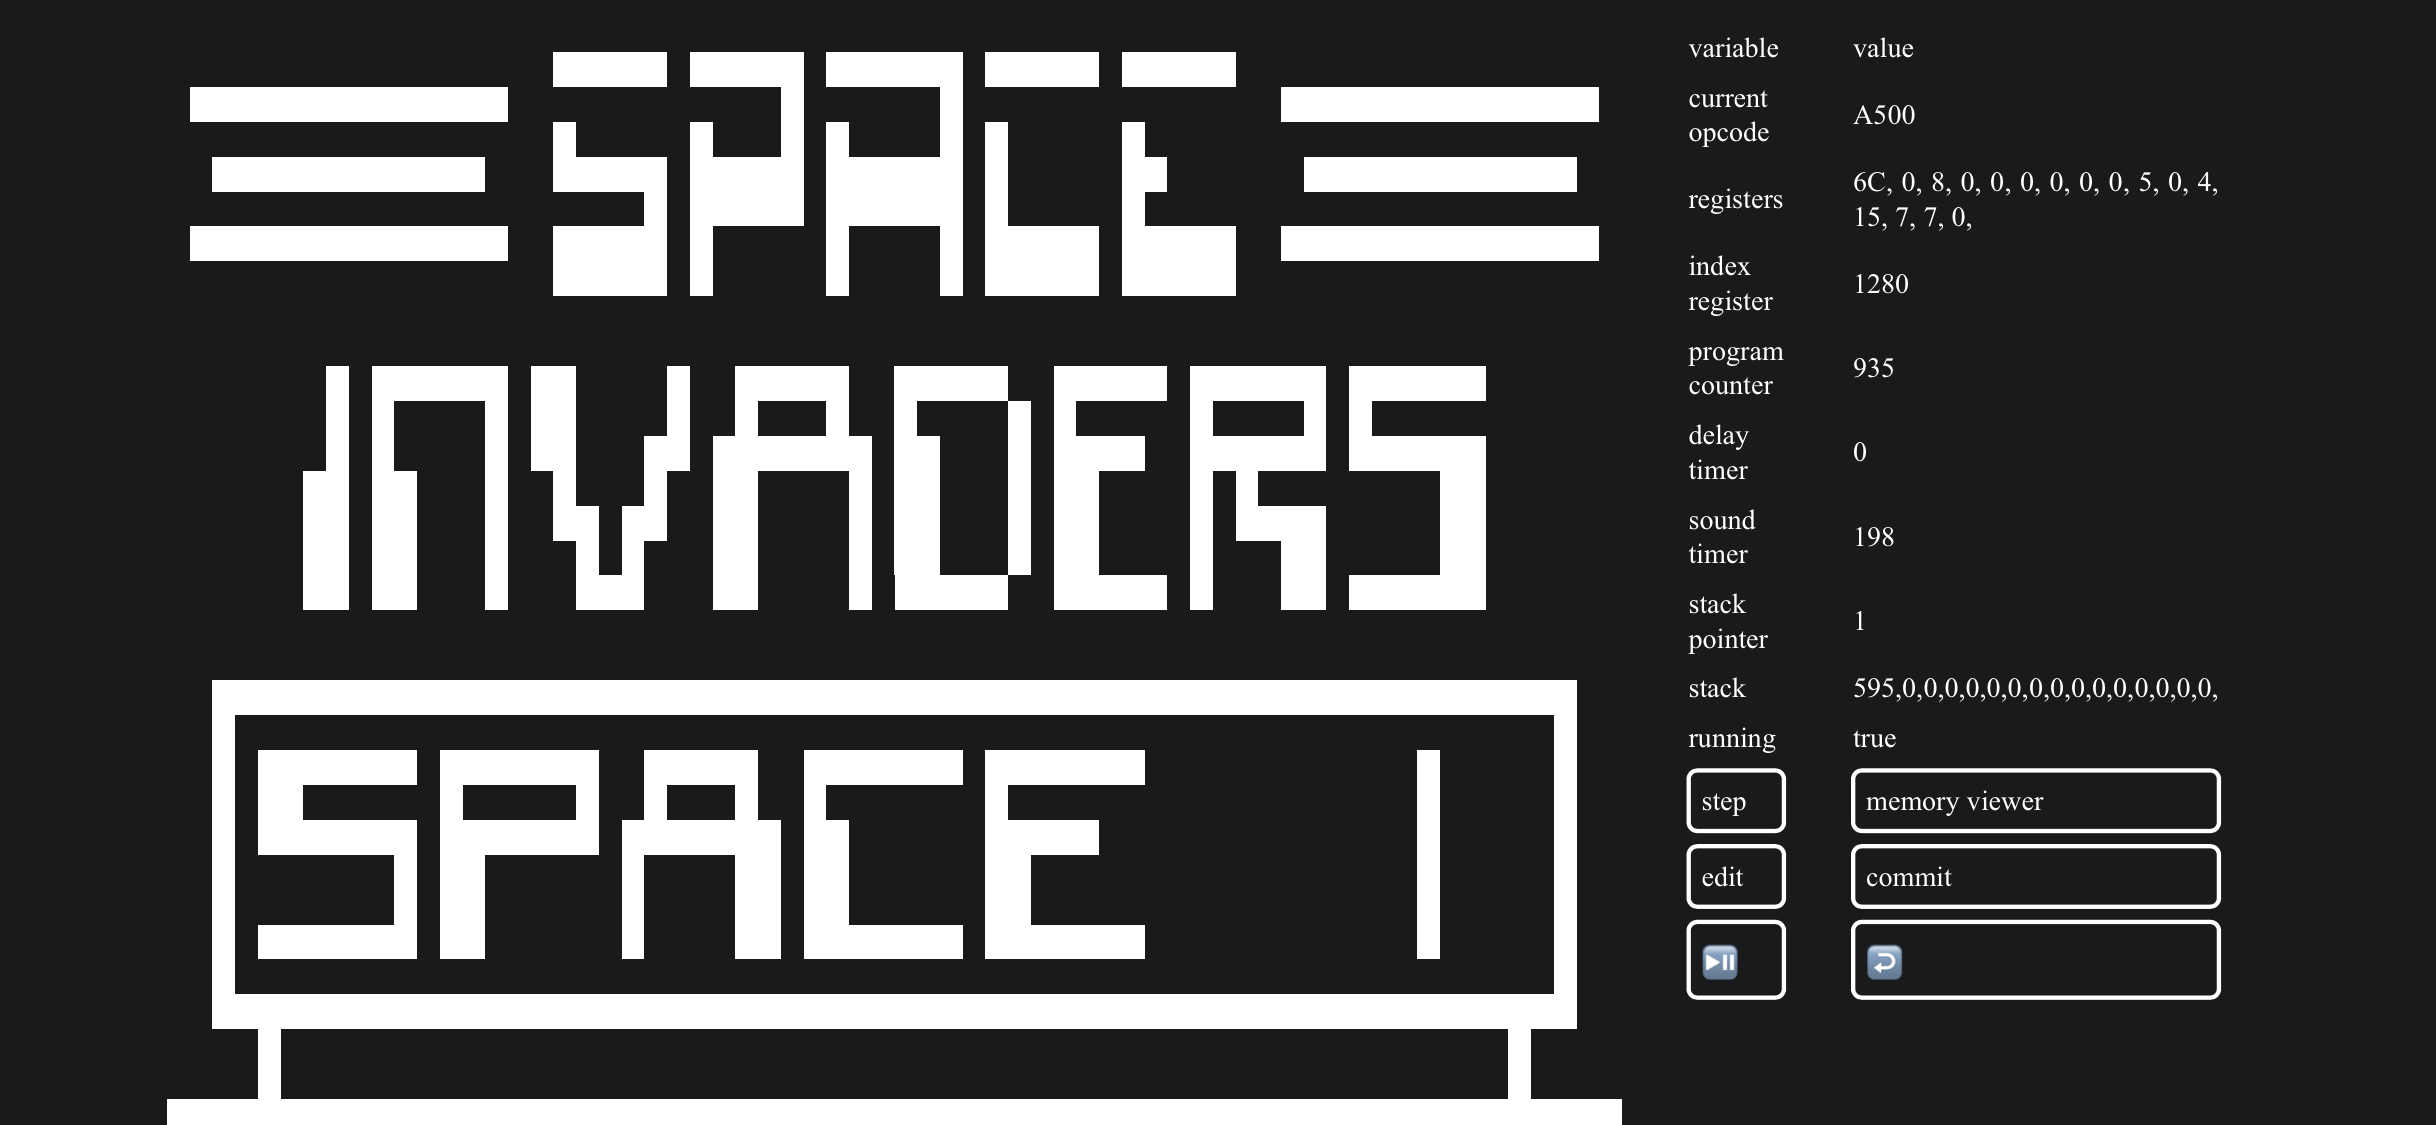 SPACE
INVADERS
SPACE I
variable value
current opcode A500
registers 6C, 0, 8, 0, 0, 0, 0, 0, 0, 5, 0, 4,
15, 7, 7, 0,
index register 1280
program counter 935
delay timer 0
sound timer 198
stack pointer 1
stack 595,0,0,0,0,0,0,0,0,0,0,0,0,0,0,0,
running true
step memory viewer
edit commit